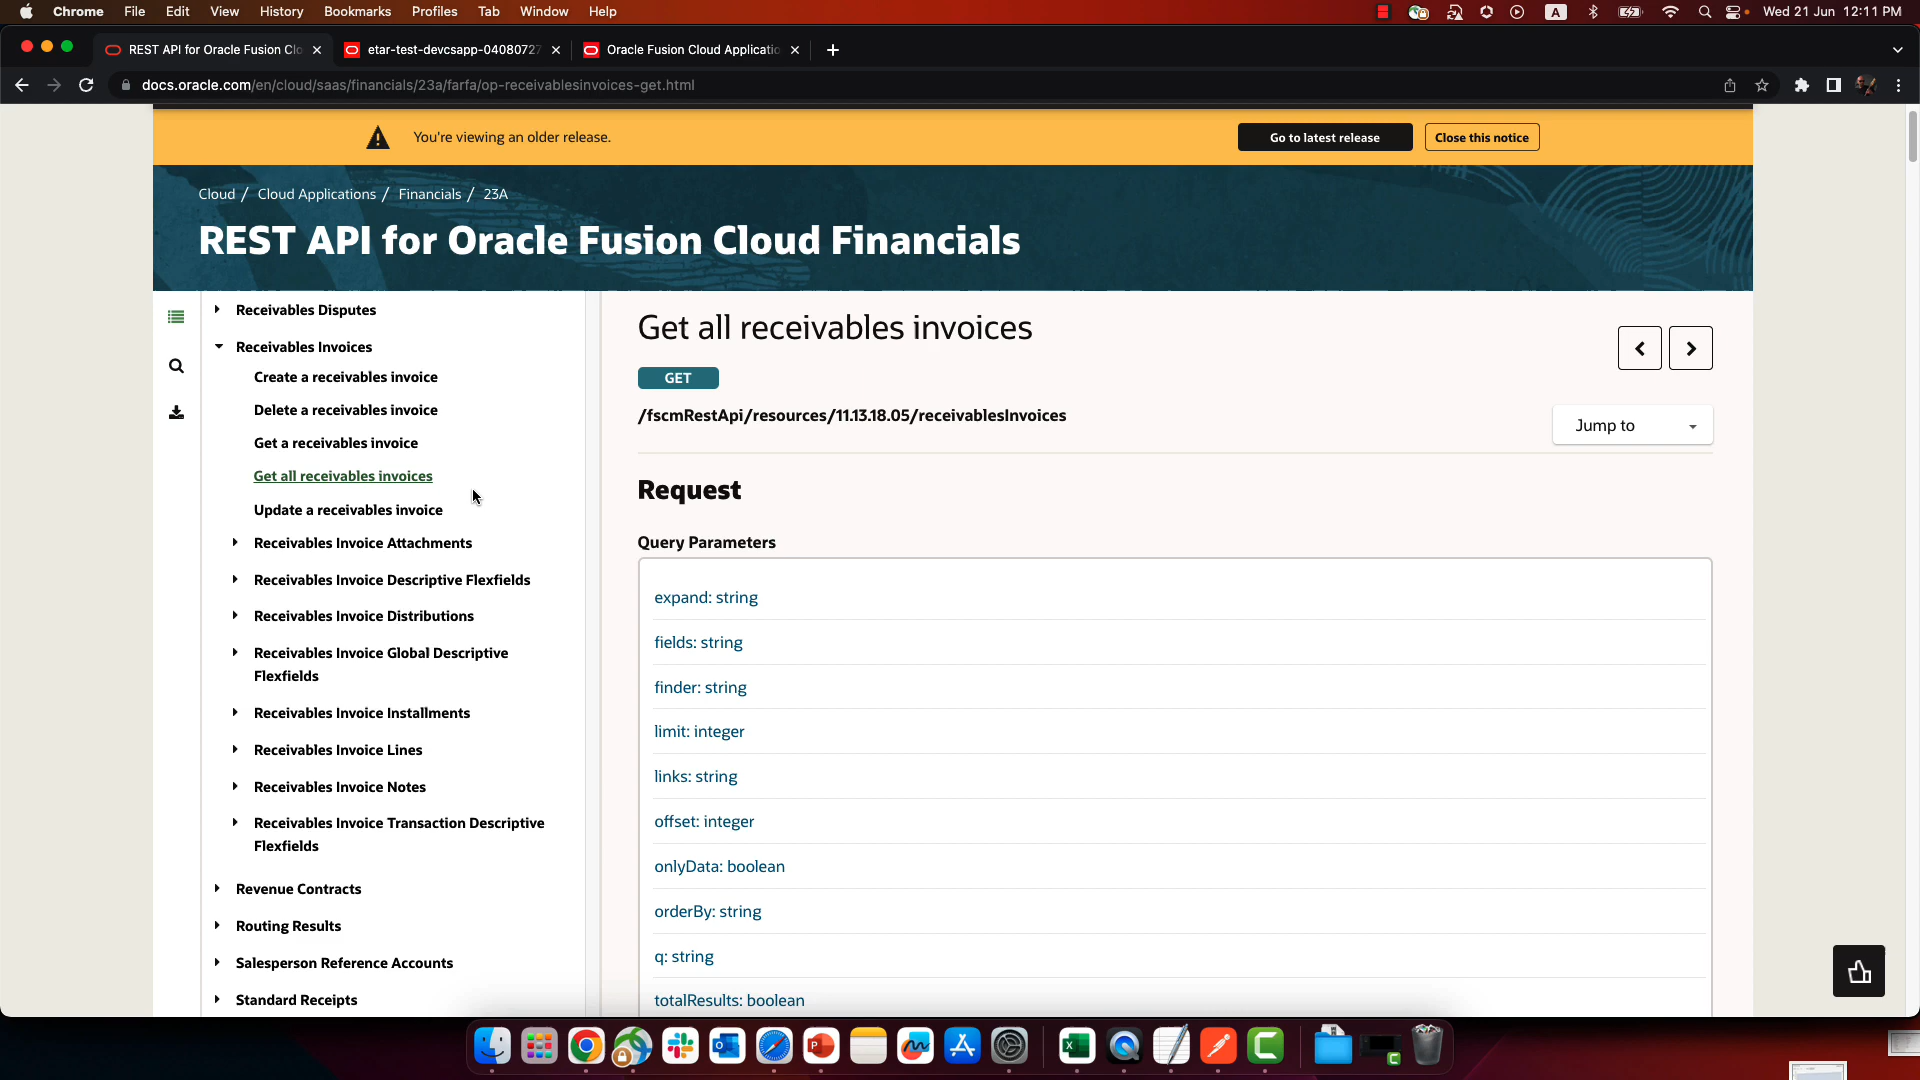 Chrome File Edit View History Bookmarks Profiles Tab Window Help
A
Wed 21 Jun 12:11 PM
REST API for Oracle Fusion Clo
etar-test-devcsapp-04080727
Oracle Fusion Cloud Applicatio
docs.oracle.com/en/cloud/saas/financials/23a/farfa/op-receivablesinvoices-get.html
You're viewing an older release.
Go to latest release
Close this notice
Cloud / Cloud Applications / Financials / 23A
REST API for Oracle Fusion Cloud Financials
Receivables Disputes
Receivables Invoices
Create a receivables invoice
Delete a receivables invoice
Get a receivables invoice
Get all receivables invoices
Update a receivables invoice
Receivables Invoice Attachments
Receivables Invoice Descriptive Flexfields
Receivables Invoice Distributions
Receivables Invoice Global Descriptive
Flexfields
Receivables Invoice Installments
Receivables Invoice Lines
Receivables Invoice Notes
Receivables Invoice Transaction Descriptive
Flexfields
Revenue Contracts
Routing Results
Salesperson Reference Accounts
Standard Receipts
Get all receivables invoices
GET
/fscmRestApi/resources/11.13.18.05/receivablesInvoices
Jump to
Request
Query Parameters
expand: string
fields: string
finder: string
limit: integer
links: string
offset: integer
onlyData: boolean
orderBy: string
q: string
totalResults: boolean